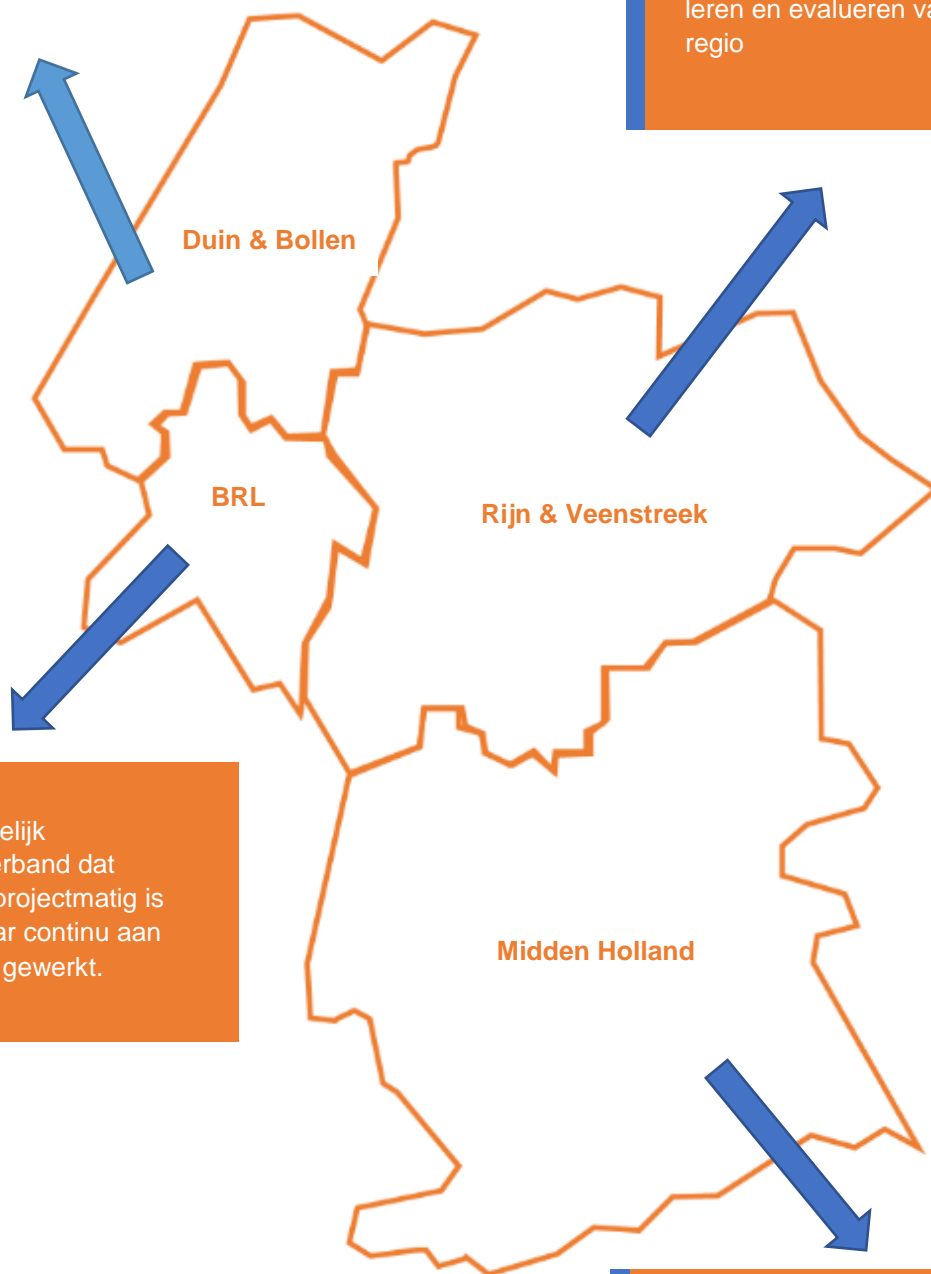 leren en evalueren va
regio
Duin & Bollen
BRL
Rijn & Veenstreek
elijk
erband dat
projectmatig is
ar continu aan
gewerkt.
Midden Holland